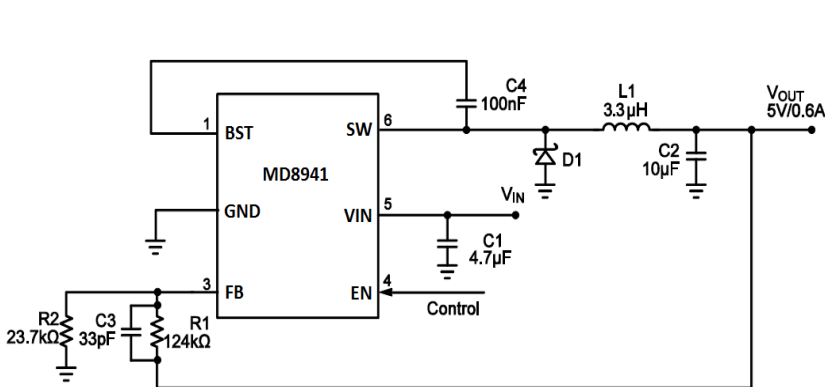 C4
100nF
L1
3.3µH
VOUT
5V/0.6A
1
BST
SW
6
MD8941
D1
C2
10µF
VIN
GND
VIN
5
C1
4.7µF
3
FB
EN
4
Control
R2
23.7kΩ
C3
33pF
R1
124kΩ